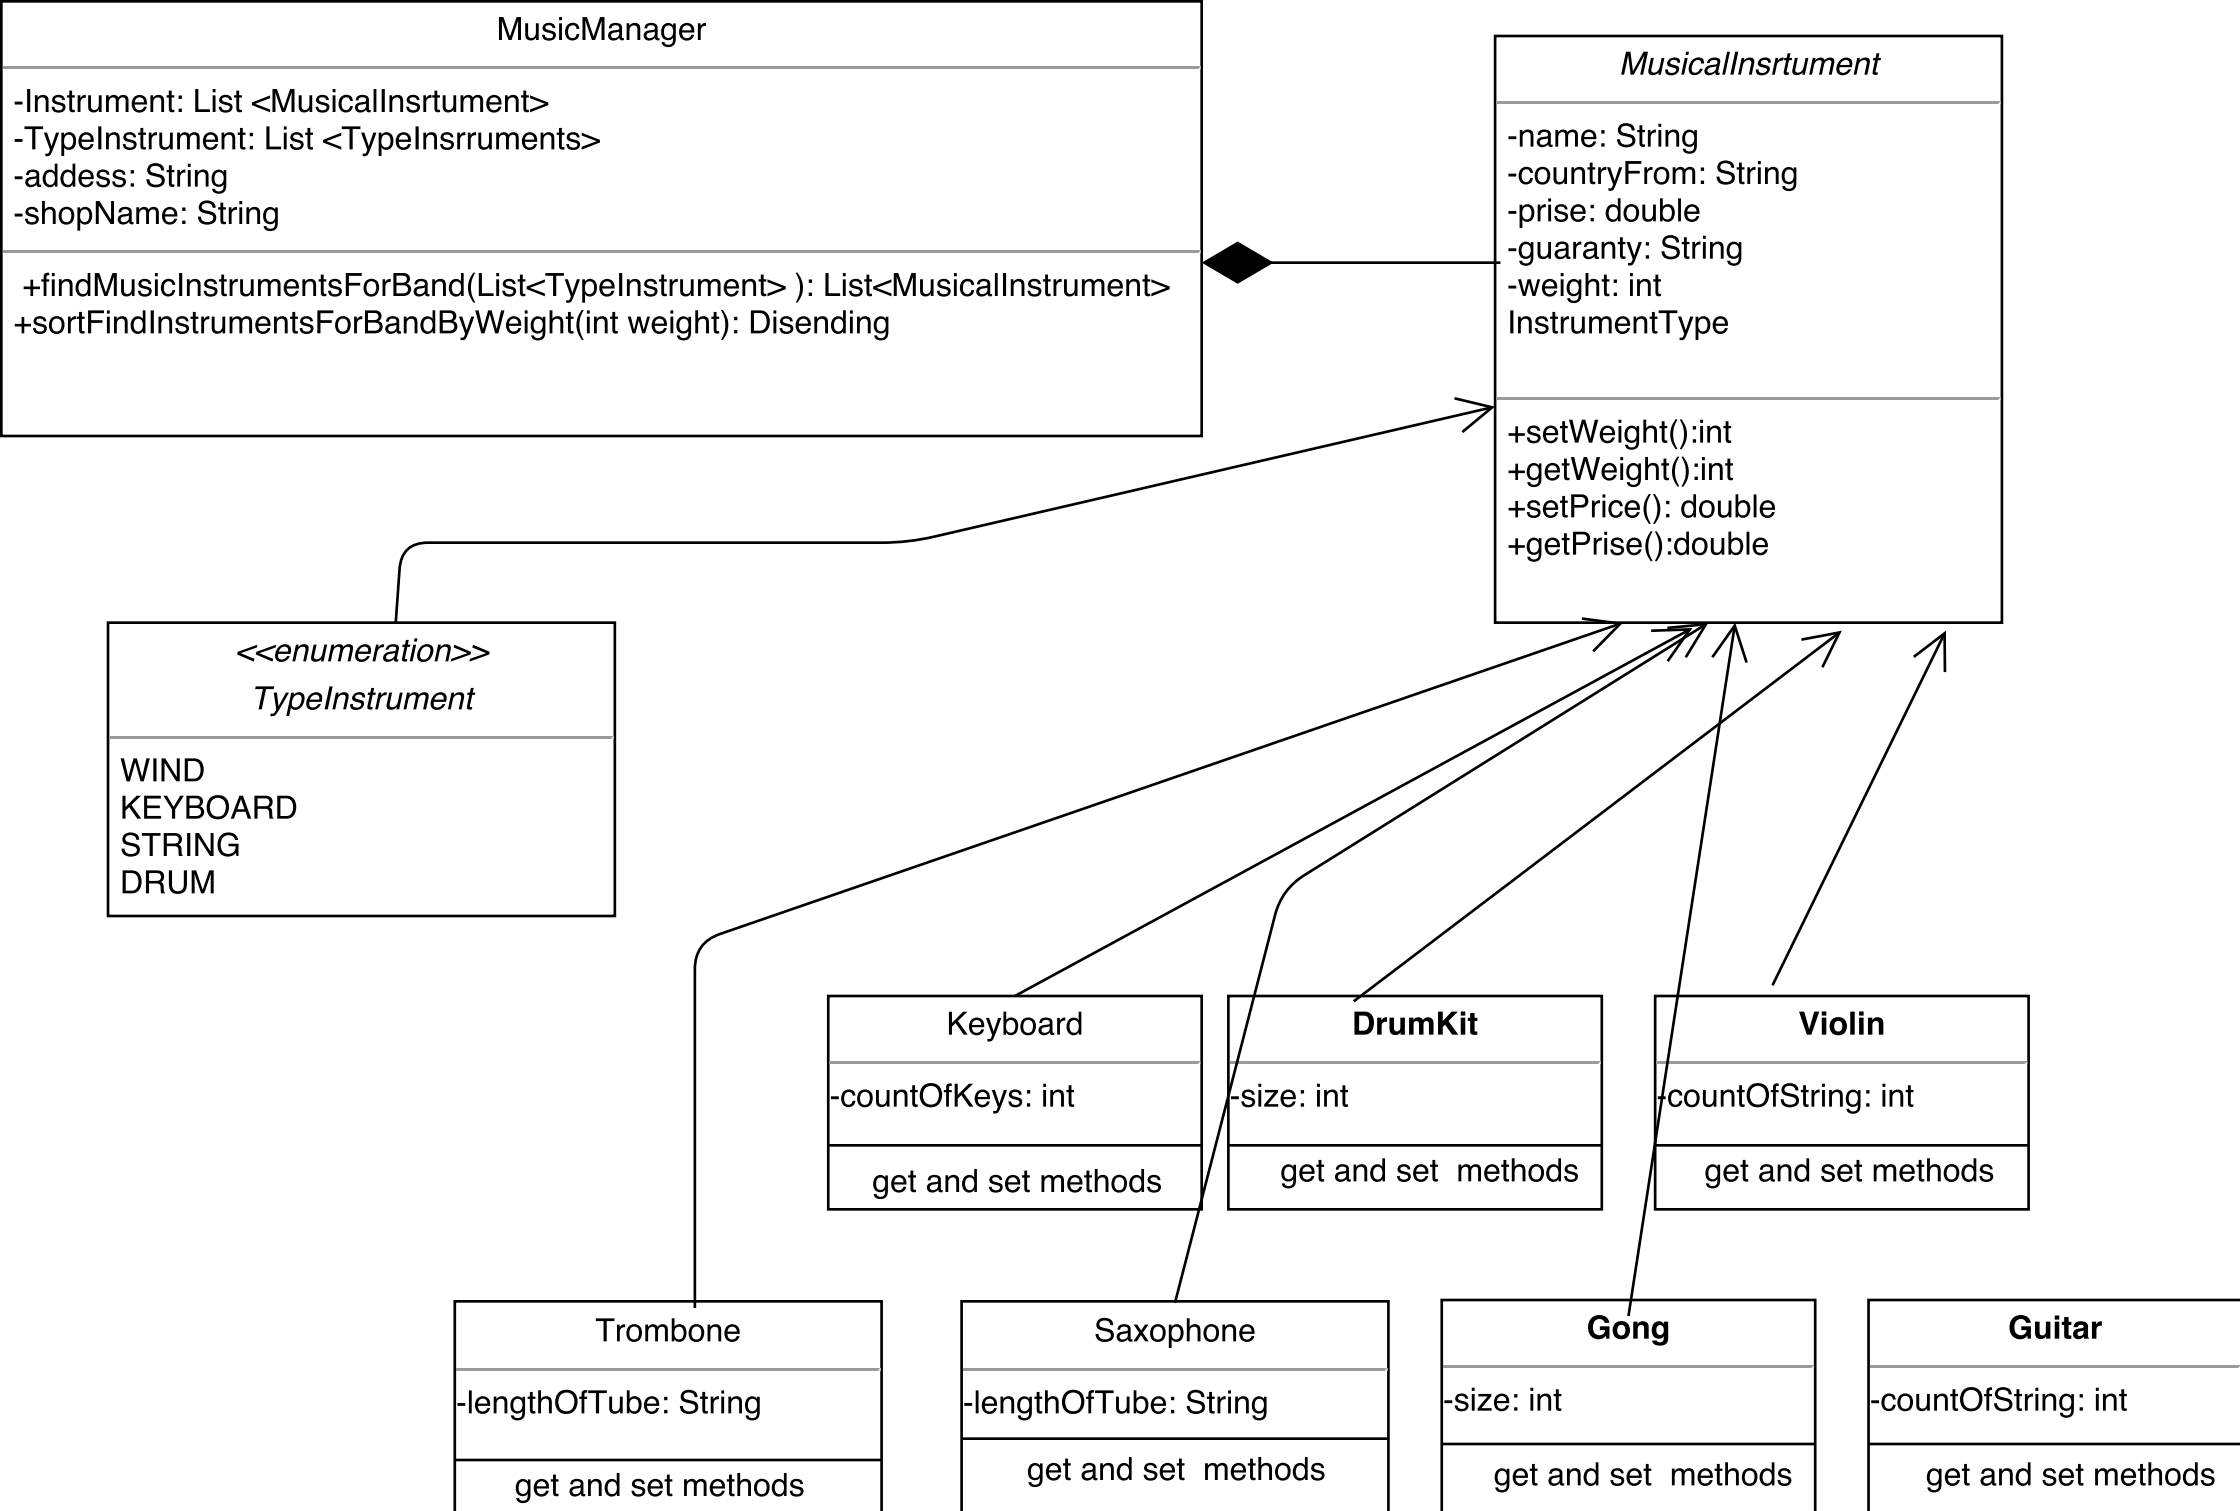 MusicManager
-Instrument: List <MusicalInsrtument>
-TypeInstrument: List <TypeInsrruments>
-addess: String
-shopName: String
+findMusicInstrumentsForBand(List<TypeInstrument> ): List<MusicalInstrument>
+sortFindInstrumentsForBandByWeight(int weight): Disending
MusicalInsrtument
-name: String
-countryFrom: String
-prise: double
-guaranty: String
-weight: int
InstrumentType
+setWeight():int
+getWeight():int
+setPrice(): double
+getPrise():double
<<enumeration>>
TypeInstrument
WIND
KEYBOARD
STRING
DRUM
Keyboard
-countOfKeys: int
get and set methods
DrumKit
-size: int
get and set  methods
Violin
-countOfString: int
get and set methods
Trombone
-lengthOfTube: String
get and set methods
Saxophone
-lengthOfTube: String
get and set  methods
Gong
-size: int
get and set  methods
Guitar
-countOfString: int
get and set methods